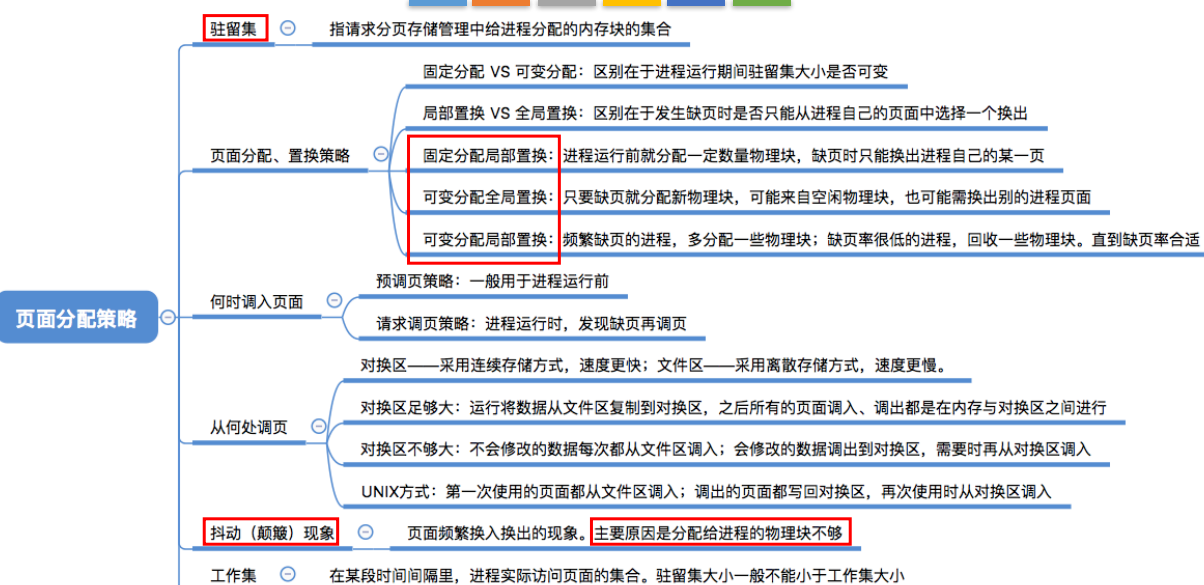 驻留集
指请求分页存储管理中给进程分配的内存块的集合
固定分配 VS 可变分配：区别在于进程运行期间驻留集大小是否可变
局部置换 VS 全局置换：区别在于发生缺页时是否只能从进程自己的页面中选择一个换出
页面分配、置换策略
固定分配局部置换：进程运行前就分配一定数量物理块，缺页时只能换出进程自己的某一页
可变分配全局置换：只要缺页就分配新物理块，可能来自空闲物理块，也可能需换出别的进程页面
可变分配局部置换：频繁缺页的进程，多分配一些物理块；缺页率很低的进程，回收一些物理块。直到缺页率合适
何时调入页面
预调页策略：一般用于进程运行前
请求调页策略：进程运行时，发现缺页再调页
页面分配策略
对换区——采用连续存储方式，速度更快；文件区——采用离散存储方式，速度更慢。
对换区足够大：运行将数据从文件区复制到对换区，之后所有的页面调入、调出都是在内存与对换区之间进行
从何处调页
对换区不够大：不会修改的数据每次都从文件区调入；会修改的数据调出到对换区，需要时再从对换区调入
UNIX方式：第一次使用的页面都从文件区调入；调出的页面都写回对换区，再次使用时从对换区调入
抖动（颠簸）现象
页面频繁换入换出的现象。主要原因是分配给进程的物理块不够
工作集
在某段时间间隔里，进程实际访问页面的集合。驻留集大小一般不能小于工作集大小